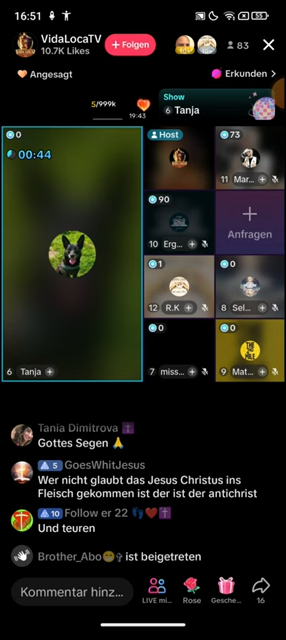 16:51
55
VidaLocaTV
10.7K Likes
+ Folgen
83
Angesagt
Erkunden >
5/999k
19:43
Show
6 Tanja
0
00:44
6 Tanja +
Host
73
11 Mar... +
90
10 Erg... +
+
Anfragen
1
12 R.K +
0
8 Sel... +
0
7 miss...
0
9 Mat... +
Tania Dimitrova ✝️
Gottes Segen 🙏
5 GoesWhitJesus
Wer nicht glaubt das Jesus Christus ins
Fleisch gekommen ist der ist der antichrist
10 Follow er 22 👣❤️✝️
Und teuren
Brother_Abo😁✞ ist beigetreten
Kommentar hinz...
LIVE mi...
Rose
Gesche...
16